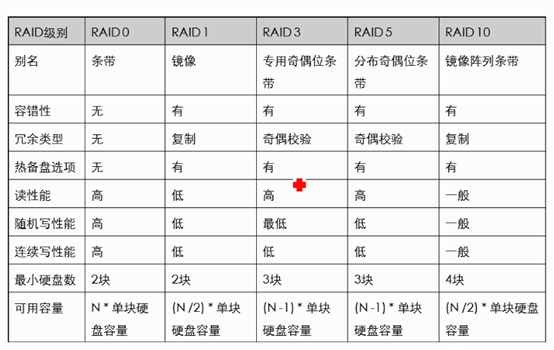 RAID级别 RAID 0 RAID 1 RAID 3 RAID 5 RAID 10
别名 条带 镜像 专用奇偶位条带 分布奇偶位条带 镜像阵列条带
容错性 无 有 有 有 有
冗余类型 无 复制 奇偶校验 奇偶校验 复制
热备盘选项 无 有 有 有 有
读性能 高 低 高 高 一般
随机写性能 高 低 最低 低 一般
连续写性能 高 低 低 低 一般
最小硬盘数 2块 2块 3块 3块 4块
可用容量 N * 单块硬盘容量 (N /2) * 单块硬盘容量 (N -1) * 单块硬盘容量 (N -1) * 单块硬盘容量 (N /2) * 单块硬盘容量